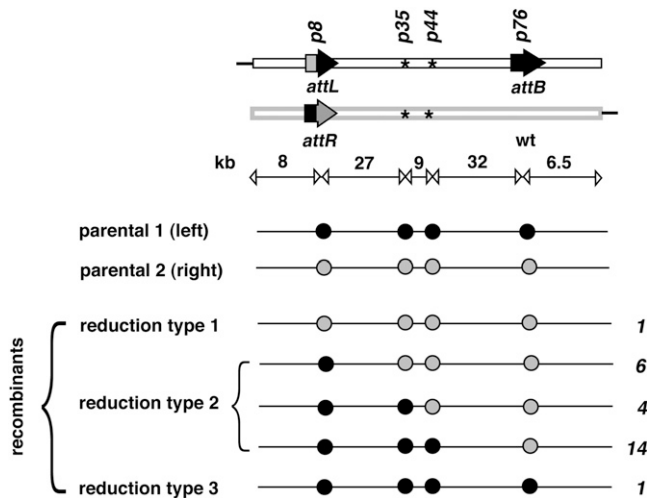 p8 p35 p44 p76
* *
attL attB
* *
attR wt
kb 8 27 9 32 6.5
parental 1 (left)
parental 2 (right)
recombinants
reduction type 1 1
6
reduction type 2 4
14
reduction type 3 1